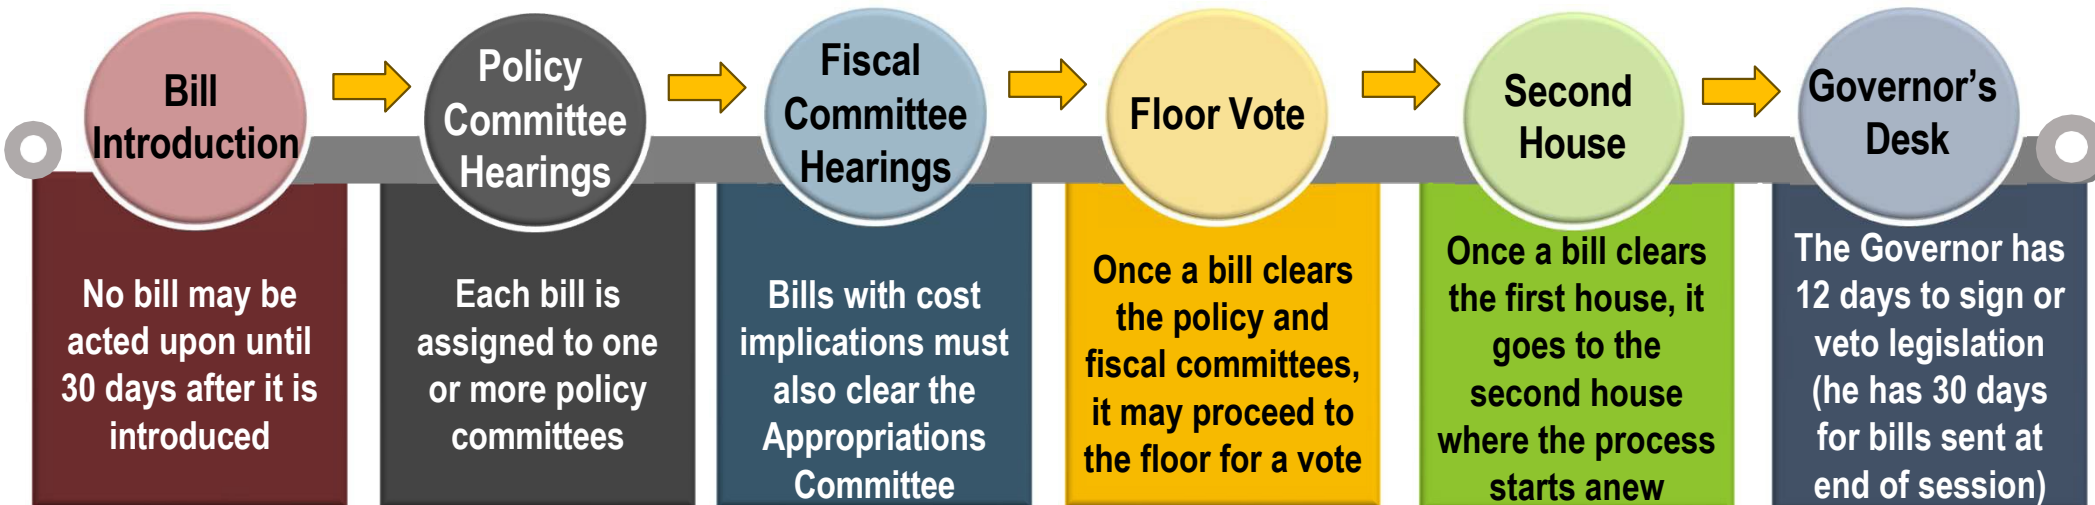 Bill
Introduction
No bill may be
acted upon until
30 days after it is
introduced
Policy
Committee
Hearings
Each bill is
assigned to one
or more policy
committees
Fiscal
Committee
Hearings
Bills with cost
implications must
also clear the
Appropriations
Committee
Floor Vote
Once a bill clears
the policy and
fiscal committees,
it may proceed to
the floor for a vote
Second
House
Once a bill clears
the first house, it
goes to the
second house
where the process
starts anew
Governor's
Desk
The Governor has
12 days to sign or
veto legislation
(he has 30 days
for bills sent at
end of session)